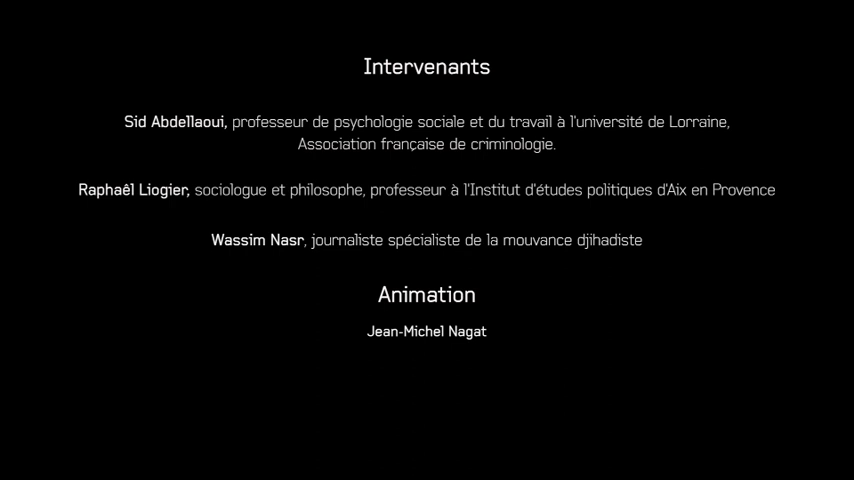 Intervenants
Sid Abdellaoui, professeur de psychologie sociale et du travail à l'université de Lorraine,
Association française de criminologie.
Raphaêl Liogier, sociologue et philosophe, professeur à l'Institut d'études politiques d'Aix en Provence
Wassim Nasr, journaliste spécialiste de la mouvance djihadiste
Animation
Jean-Michel Nagat